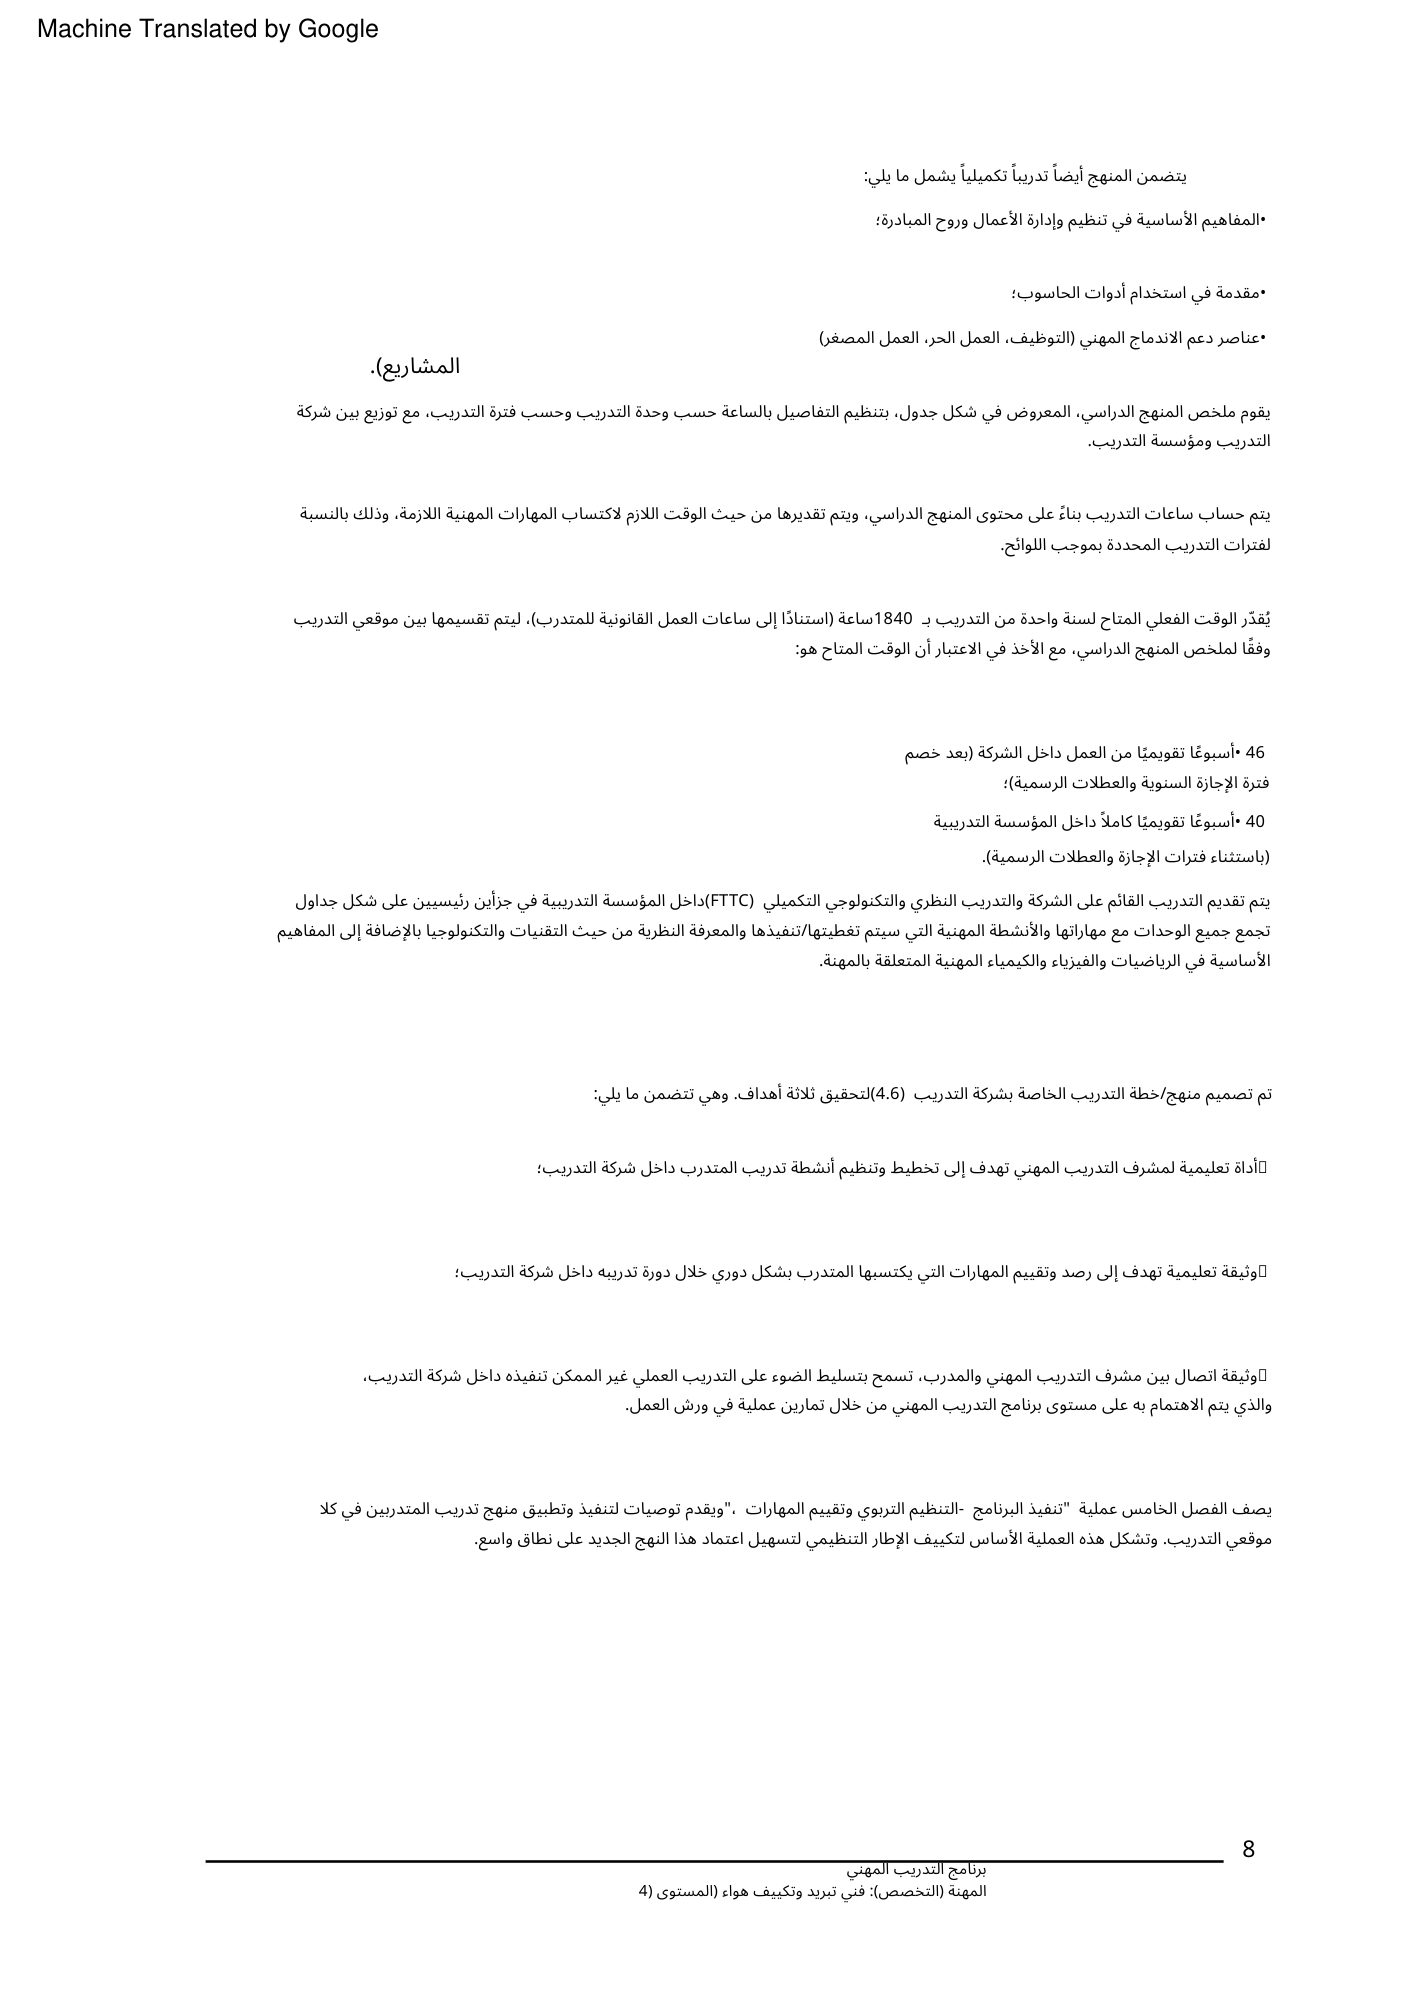 Machine Translated by Google
يتضمن المنهج أيضاً تدريباً تكميلياً يشمل ما يلي:
•المفاهيم الأساسية في تنظيم وإدارة الأعمال وروح المبادرة؛
•مقدمة في استخدام أدوات الحاسوب؛
•عناصر دعم الاندماج المهني (التوظيف، العمل الحر، العمل المصغر)
المشاريع).
يقوم ملخص المنهج الدراسي، المعروض في شكل جدول، بتنظيم التفاصيل بالساعة حسب وحدة التدريب وحسب فترة التدريب، مع توزيع بين شركة
التدريب ومؤسسة التدريب.
يتم حساب ساعات التدريب بناءً على محتوى المنهج الدراسي، ويتم تقديرها من حيث الوقت اللازم لاكتساب المهارات المهنية اللازمة، وذلك بالنسبة
لفترات التدريب المحددة بموجب اللوائح.
يُقدّر الوقت الفعلي المتاح لسنة واحدة من التدريب بـ 1840ساعة (استنادًا إلى ساعات العمل القانونية للمتدرب)، ليتم تقسيمها بين موقعي التدريب
وفقًا لملخص المنهج الدراسي، مع الأخذ في الاعتبار أن الوقت المتاح هو:
46 •أسبوعًا تقويميًا من العمل داخل الشركة (بعد خصم
فترة الإجازة السنوية والعطلات الرسمية)؛
40 •أسبوعًا تقويميًا كاملاً داخل المؤسسة التدريبية
(باستثناء فترات الإجازة والعطلات الرسمية).
يتم تقديم التدريب القائم على الشركة والتدريب النظري والتكنولوجي التكميلي (FTTC)داخل المؤسسة التدريبية في جزأين رئيسيين على شكل جداول
تجمع جميع الوحدات مع مهاراتها والأنشطة المهنية التي سيتم تغطيتها/تنفيذها والمعرفة النظرية من حيث التقنيات والتكنولوجيا بالإضافة إلى المفاهيم
الأساسية في الرياضيات والفيزياء والكيمياء المهنية المتعلقة بالمهنة.
تم تصميم منهج/خطة التدريب الخاصة بشركة التدريب (4.6)لتحقيق ثلاثة أهداف. وهي تتضمن ما يلي:
▯أداة تعليمية لمشرف التدريب المهني تهدف إلى تخطيط وتنظيم أنشطة تدريب المتدرب داخل شركة التدريب؛
▯وثيقة تعليمية تهدف إلى رصد وتقييم المهارات التي يكتسبها المتدرب بشكل دوري خلال دورة تدريبه داخل شركة التدريب؛
▯وثيقة اتصال بين مشرف التدريب المهني والمدرب، تسمح بتسليط الضوء على التدريب العملي غير الممكن تنفيذه داخل شركة التدريب،
والذي يتم الاهتمام به على مستوى برنامج التدريب المهني من خلال تمارين عملية في ورش العمل.
يصف الفصل الخامس عملية "تنفيذ البرنامج -التنظيم التربوي وتقييم المهارات ،"ويقدم توصيات لتنفيذ وتطبيق منهج تدريب المتدربين في كلا
موقعي التدريب. وتشكل هذه العملية الأساس لتكييف الإطار التنظيمي لتسهيل اعتماد هذا النهج الجديد على نطاق واسع.
8
برنامج التدريب المهني
المهنة (التخصص): فني تبريد وتكييف هواء (المستوى 4)